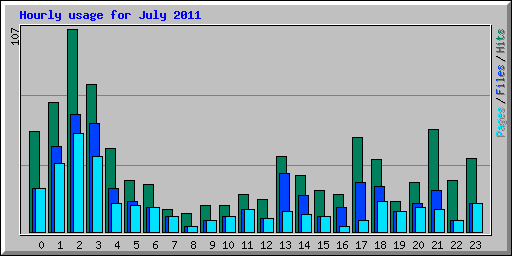 Hourly usage for July 2011
107
Pages/Files/Hits
0 1 2 3 4 5 6 7 8 9 10 11 12 13 14 15 16 17 18 19 20 21 22 23